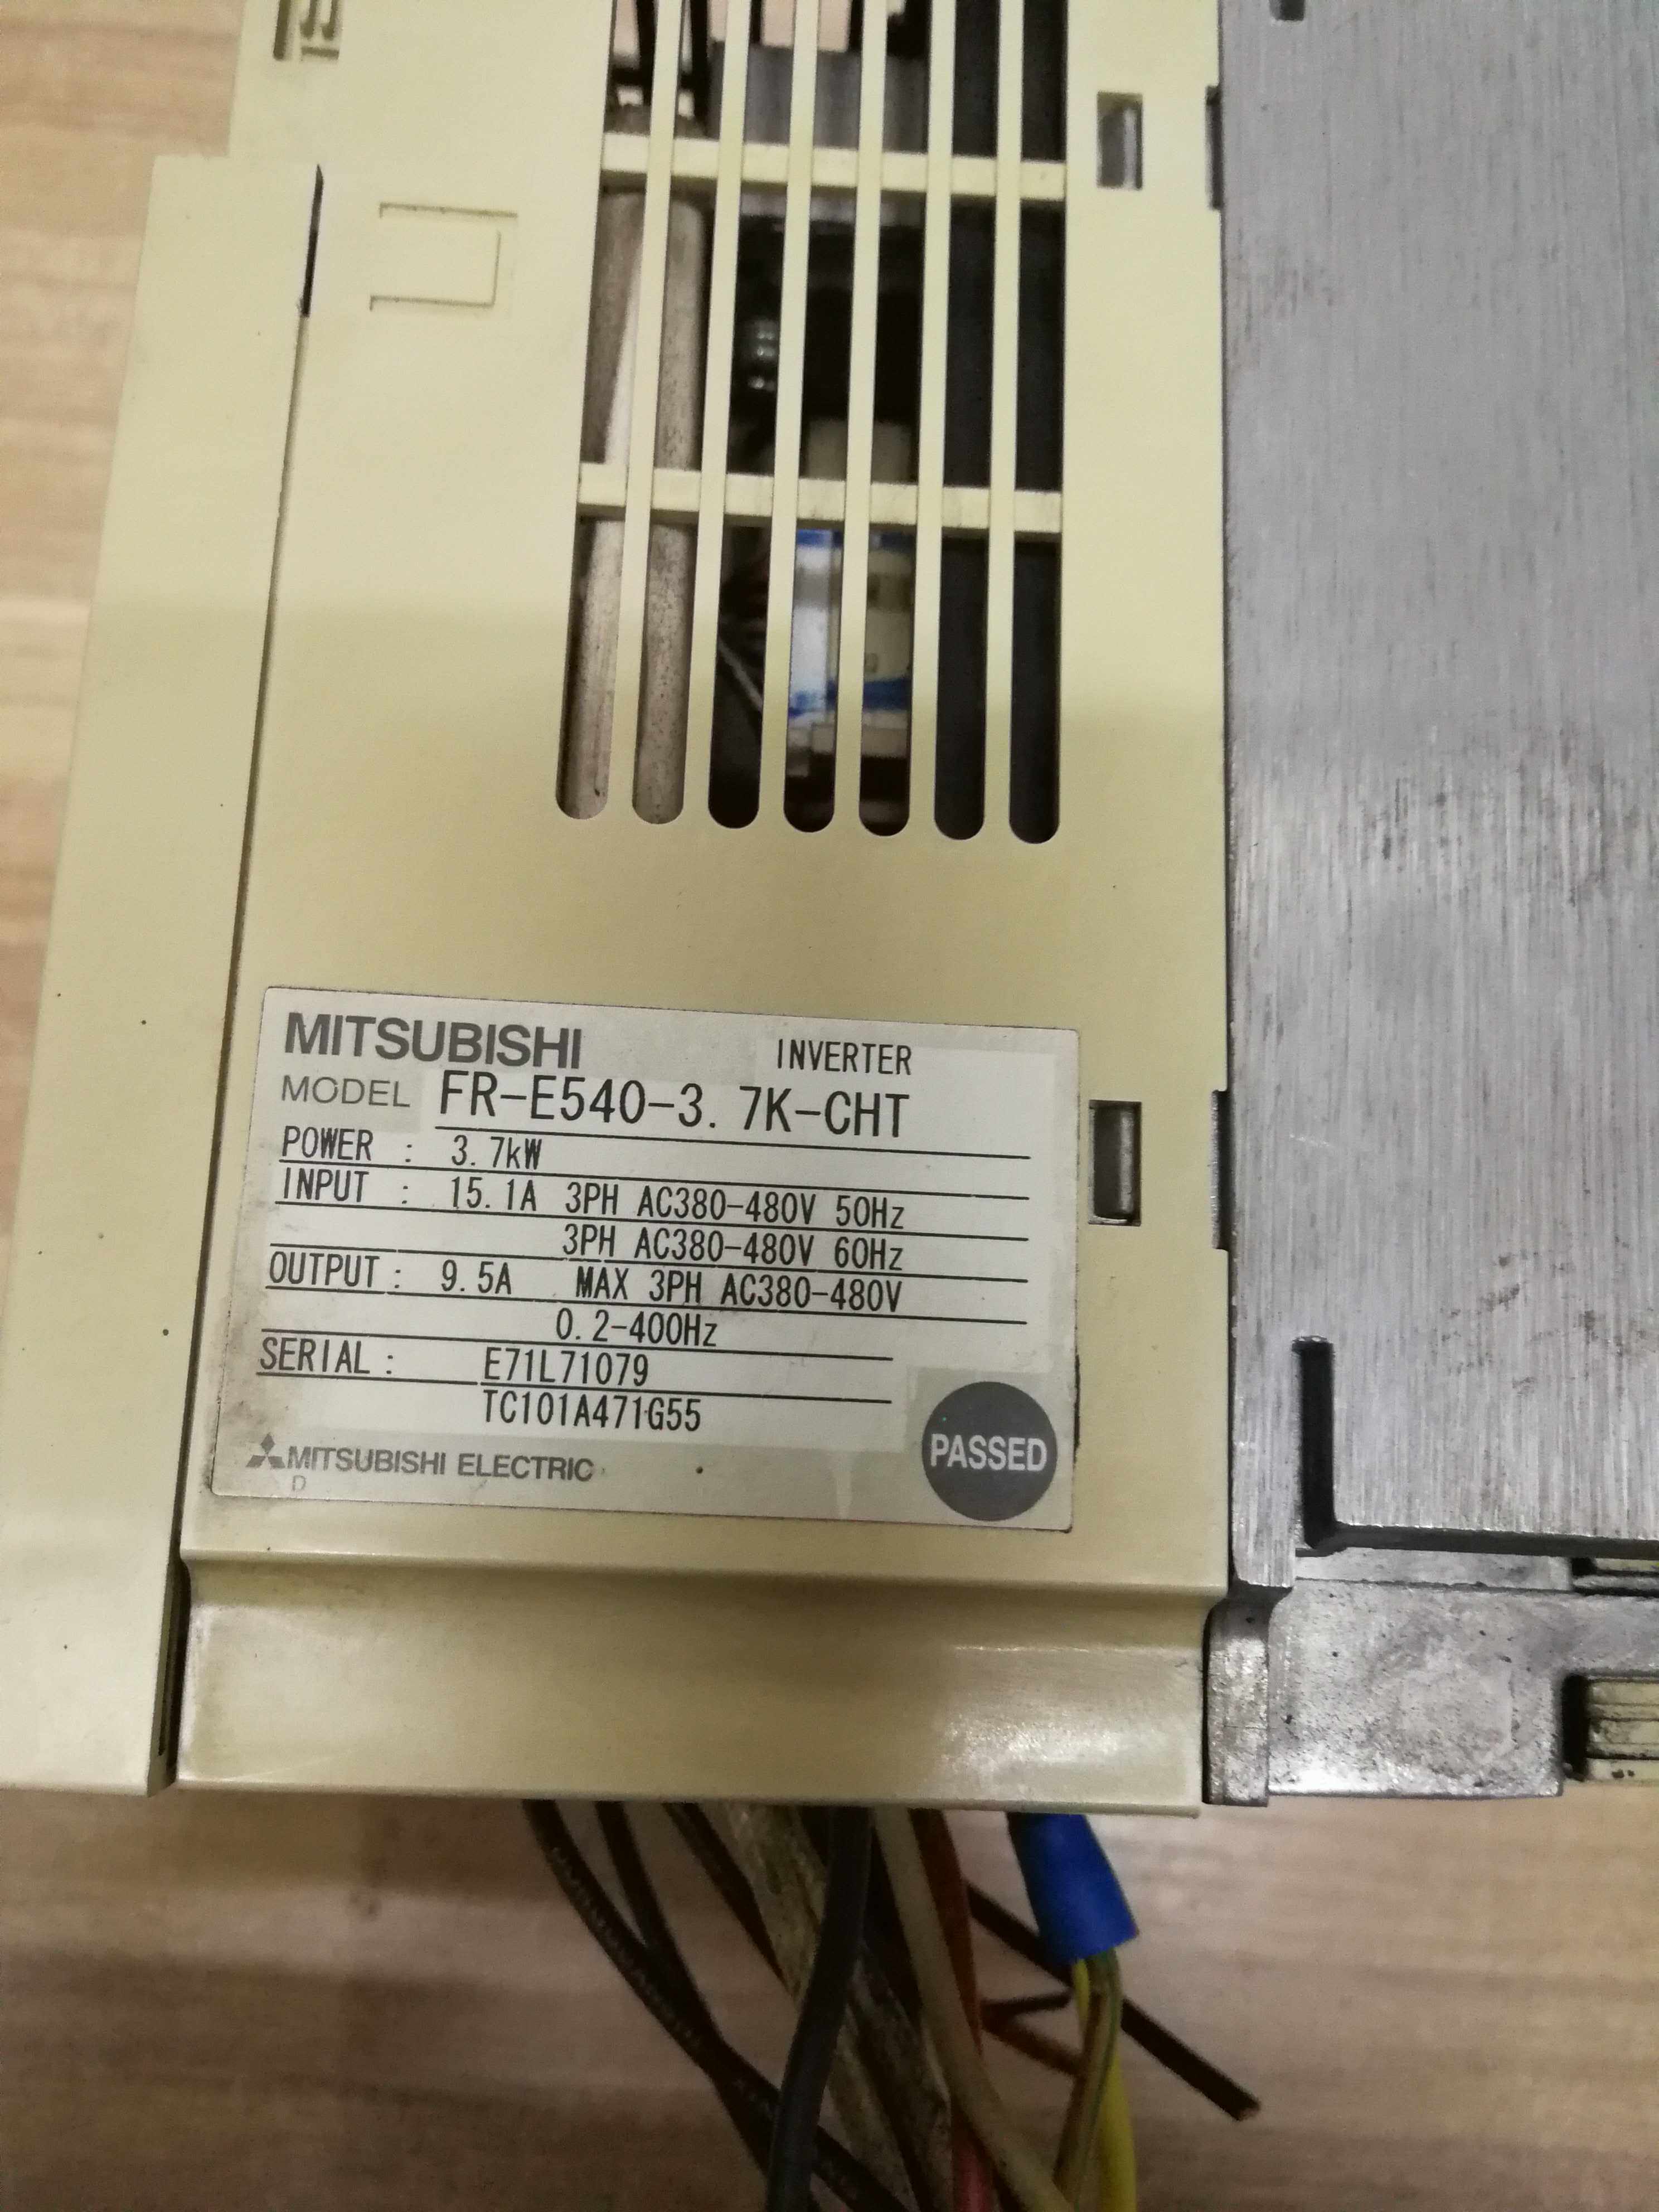 MITSUBISHI INVERTER
MODEL FR-E540-3.7K-CHT
POWER : 3.7kW
INPUT : 15.1A 3PH AC380-480V 50Hz
3PH AC380-480V 60Hz
OUTPUT : 9.5A MAX 3PH AC380-480V
0.2-400Hz
SERIAL : E71L71079
TC101A471G55
PASSED
MITSUBISHI ELECTRIC
D